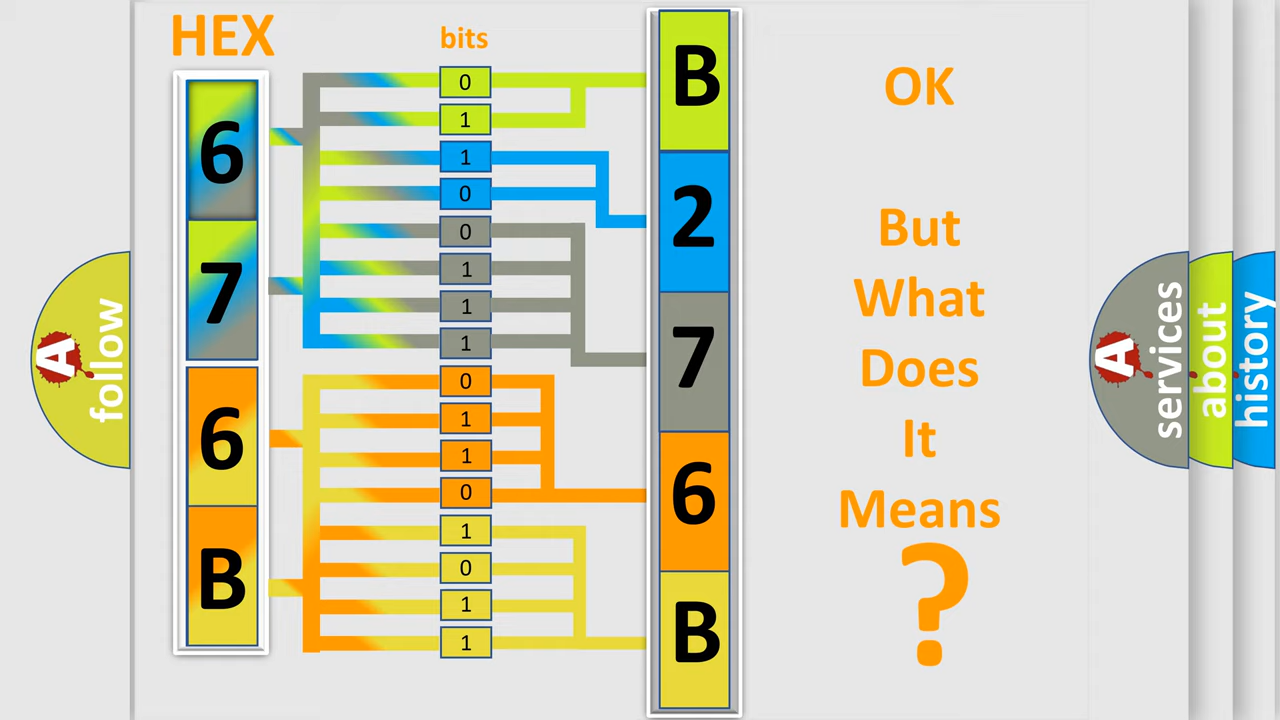 HEX
bits
6
7
6
B
0
1
1
0
0
1
1
1
0
1
1
0
1
0
1
1
B
2
7
6
B
OK
But
What
Does
It
Means
?
A
follow
A
services
about
history